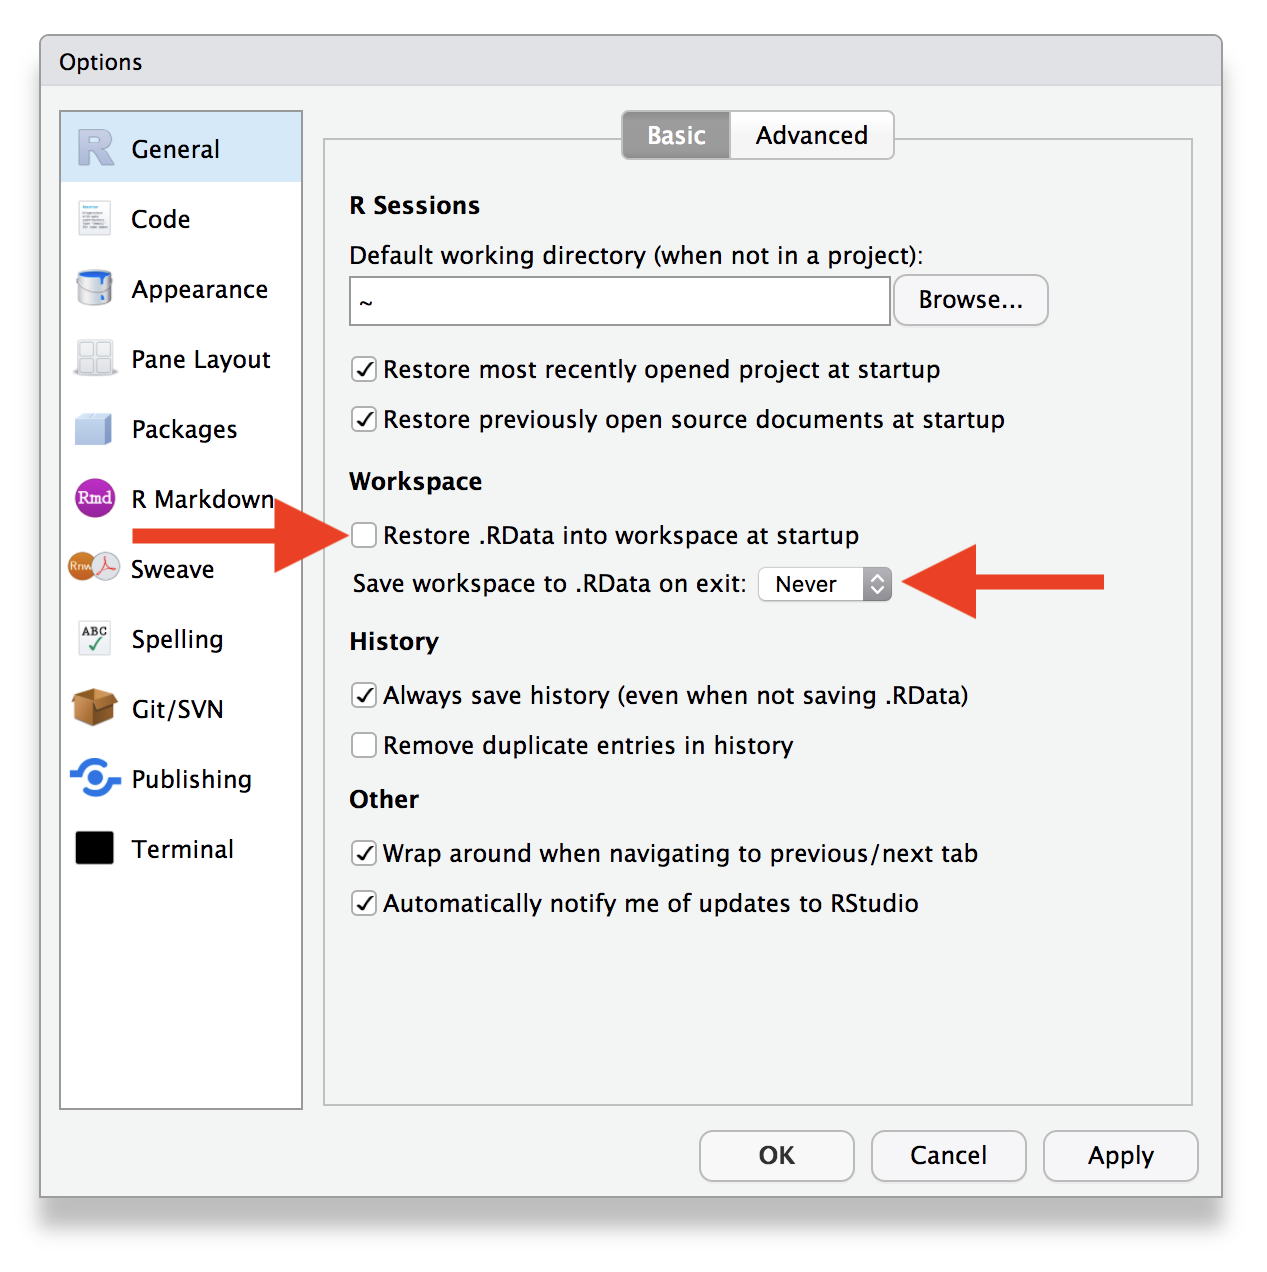 Options
General
Code
Appearance
Pane Layout
Packages
Rmd R Markdown
Rnw Sweave
ABC Spelling
Git/SVN
Publishing
Terminal
Basic Advanced
R Sessions
Default working directory (when not in a project):
~ Browse...
Restore most recently opened project at startup
Restore previously open source documents at startup
Workspace
Restore .RData into workspace at startup
Save workspace to .RData on exit: Never
History
Always save history (even when not saving .RData)
Remove duplicate entries in history
Other
Wrap around when navigating to previous/next tab
Automatically notify me of updates to RStudio
OK Cancel Apply